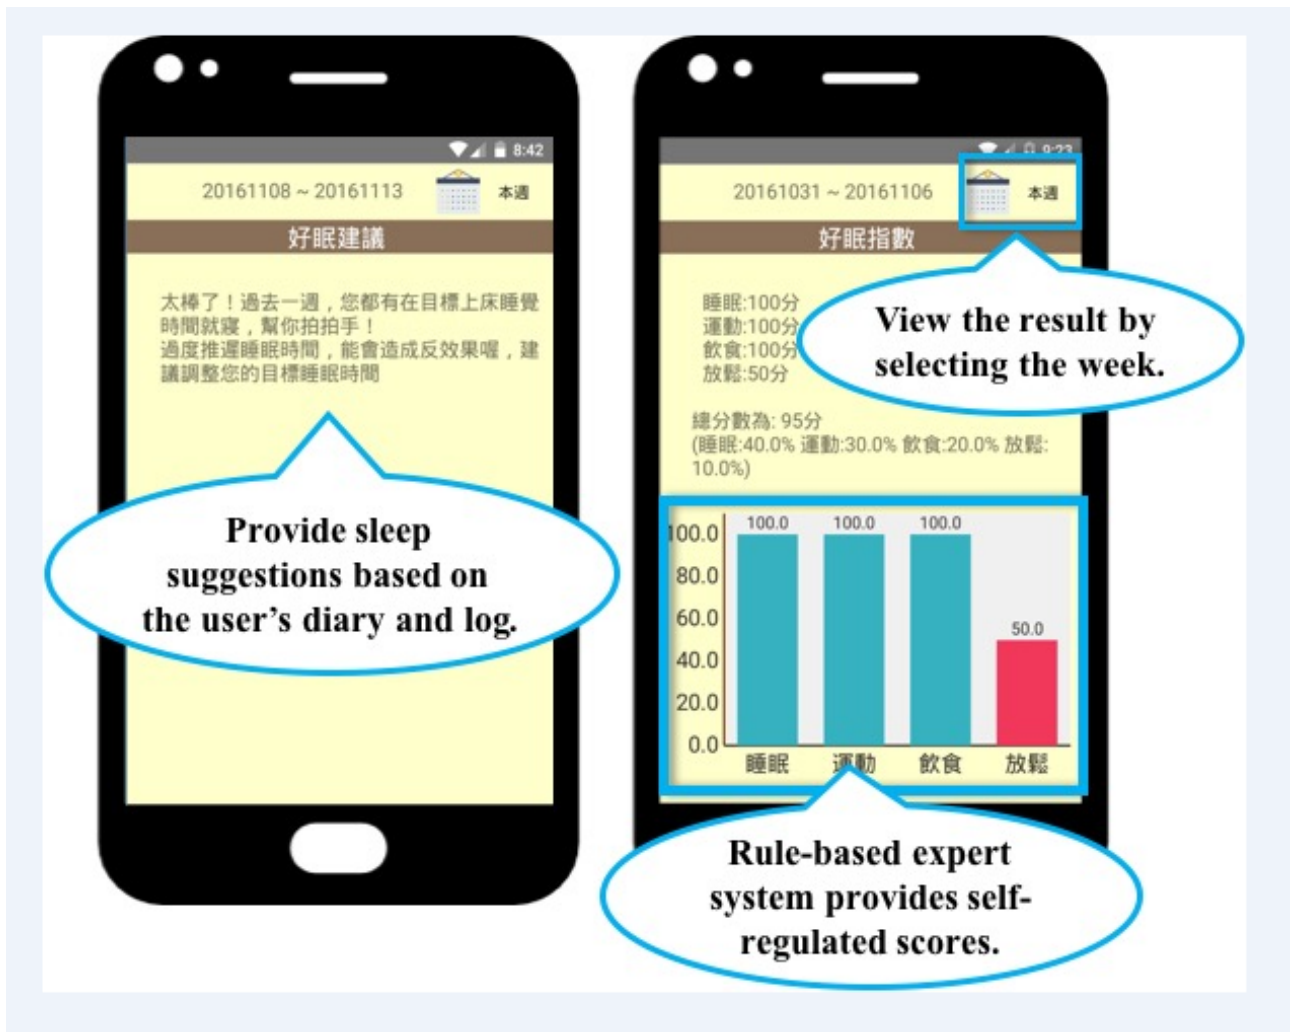 8:42
20161108 ~ 20161113
本週
好眠建議
太棒了！過去一週，您都有在目標上床睡覺
時間就寢，幫你拍拍手！
過度推遲睡眠時間，能會造成反效果喔，建
議調整您的目標睡眠時間
Provide sleep
suggestions based on
the user’s diary and log.
9:23
20161031 ~ 20161106
本週
好眠指數
View the result by
selecting the week.
睡眠:100分
運動:100分
飲食:100分
放鬆:50分
總分數為: 95分
(睡眠:40.0% 運動:30.0% 飲食:20.0% 放鬆:
10.0%)
100.0
80.0
60.0
40.0
20.0
0.0
100.0 100.0 100.0 50.0
睡眠 運動 飲食 放鬆
Rule-based expert
system provides self-
regulated scores.